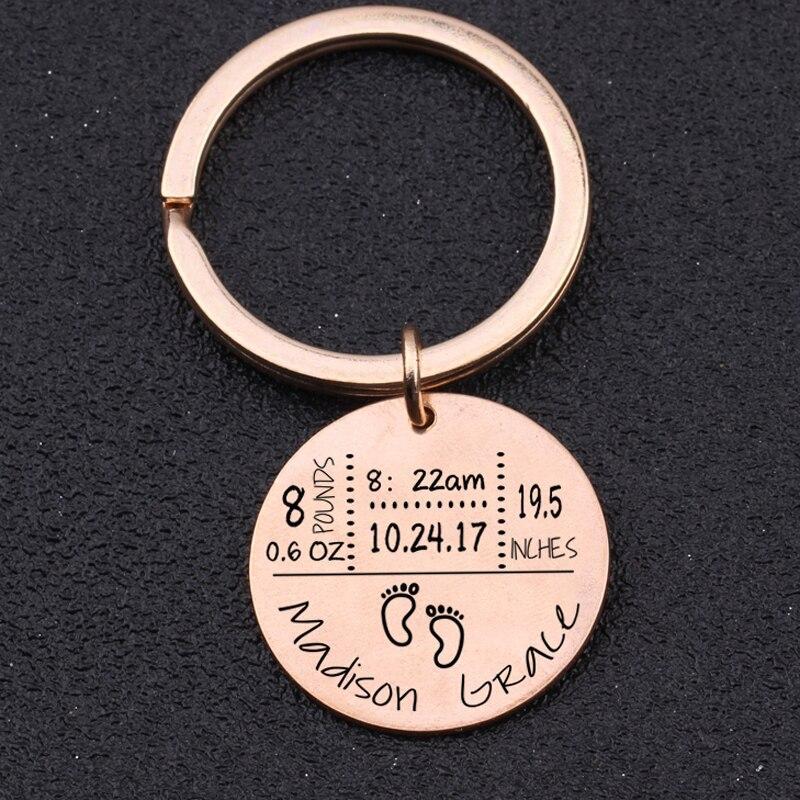 8 POUNDS
0.6 OZ
8: 22am
10.24.17
19.5
INCHES
Madison Grace